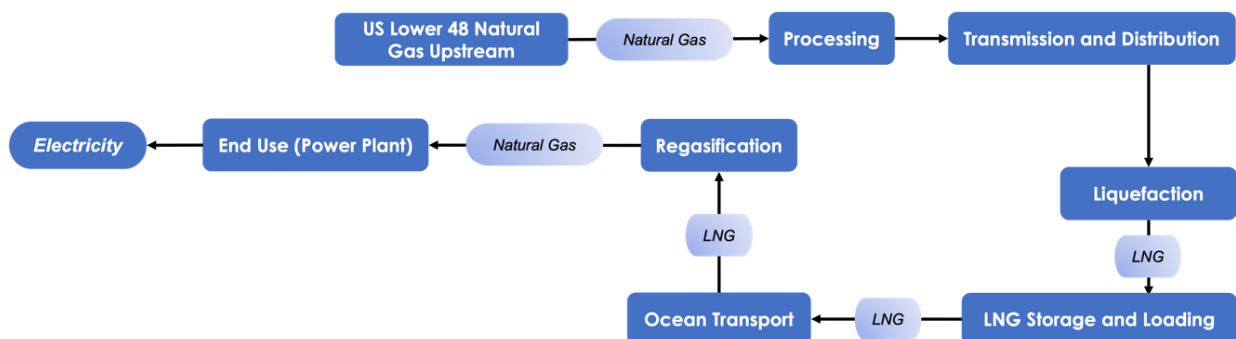 US Lower 48 Natural
Gas Upstream
Natural Gas
Processing
Transmission and Distribution
Electricity
End Use (Power Plant)
Natural Gas
Regasification
Liquefaction
LNG
LNG
Ocean Transport
LNG
LNG Storage and Loading